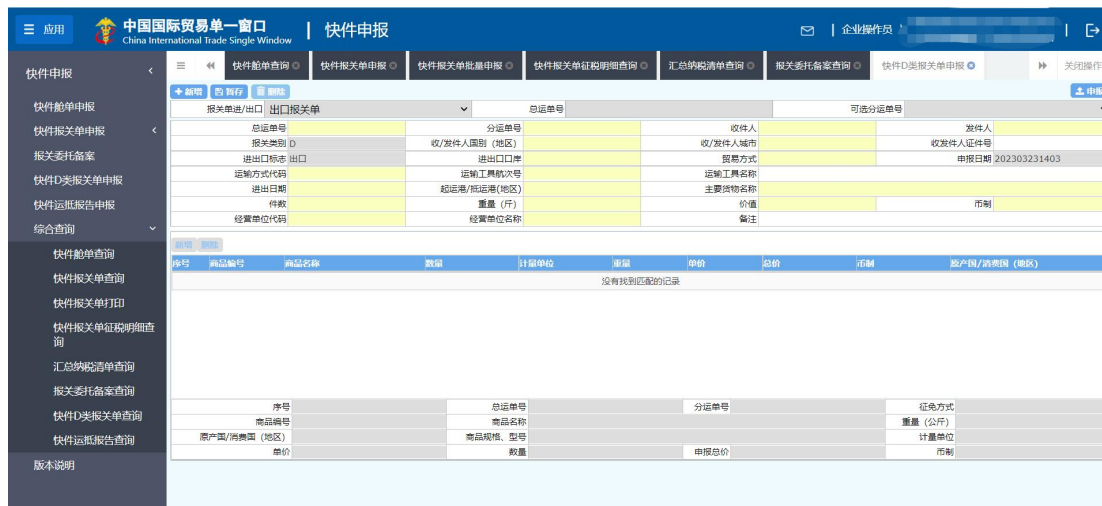 应用
中国国际贸易单一窗口
China International Trade Single Window
快件申报
企业操作员
快件申报
快件舱单查询 快件报关单申报 快件报关单批量申报 快件报关单征税明细查询 汇总纳税清单查询 报关委托备案查询 快件D类报关单申报 关闭操作
新增 暂存 删除 申报
快件舱单申报
快件报关单申报
报关委托备案
快件D类报关单申报
快件运抵报告申报
综合查询
快件舱单查询
快件报关单查询
快件报关单打印
快件报关单征税明细查
询
汇总纳税清单查询
报关委托备案查询
快件D类报关单查询
快件运抵报告查询
版本说明
报关单进/出口 出口报关单 总运单号 可选分运单号
总运单号 分运单号 收件人 发件人
报关类别 D 收/发件人国别(地区) 收/发件人城市 收发件人证件号
进出口标志 出口 进出口口岸 贸易方式 申报日期 202303231403
运输方式代码 运输工具航次号 运输工具名称
进出日期 起运港/抵运港(地区) 主要货物名称
件数 重量(斤) 价值 币制
经营单位代码 经营单位名称 备注
新增 删除
序号 商品编号 商品名称 数量 计量单位 重量 单价 总价 币制 原产国/消费国(地区)
没有找到匹配的记录
序号 总运单号 分运单号 征免方式
商品编号 商品名称 重量(公斤)
原产国/消费国(地区) 商品规格、型号 计量单位
单价 数量 申报总价 币制